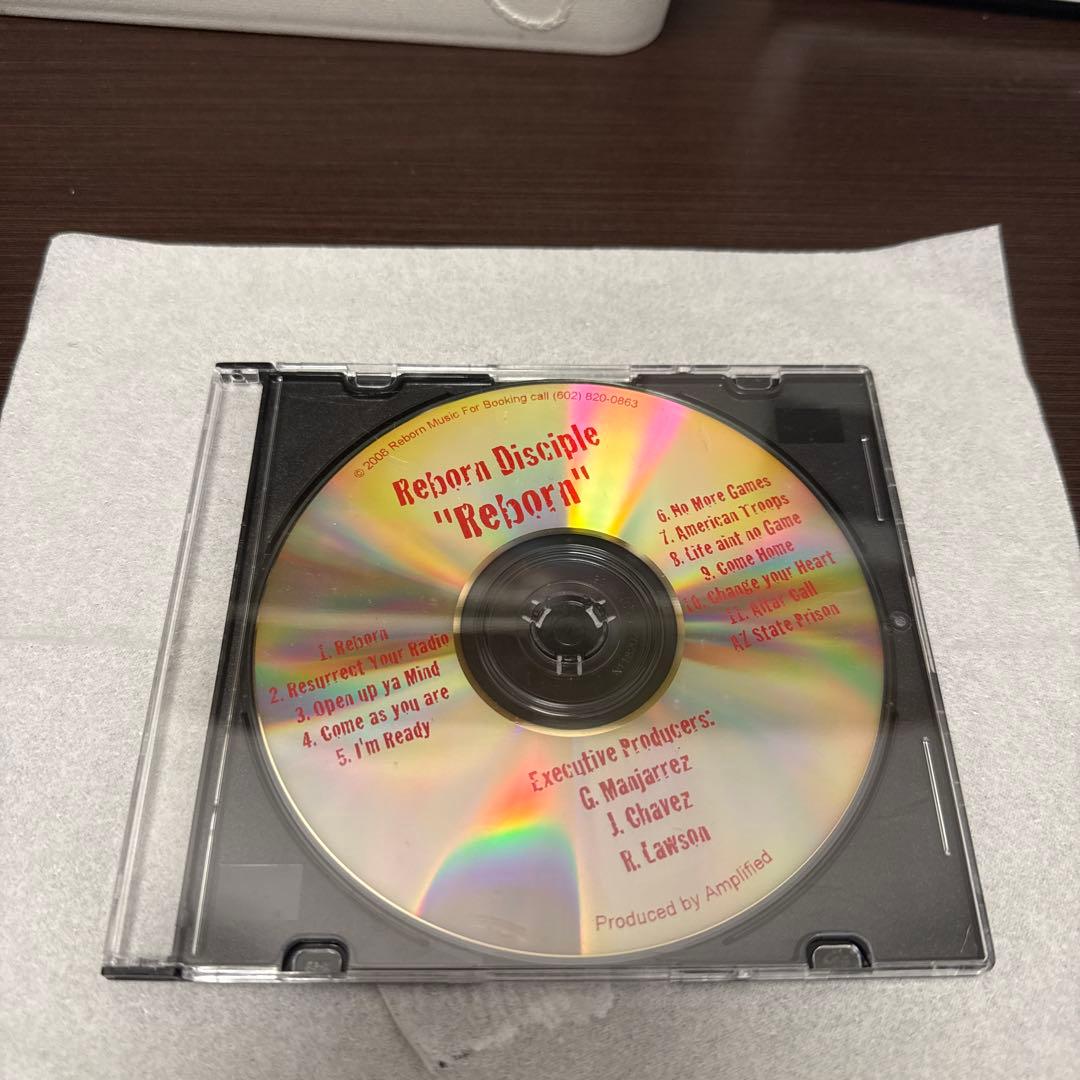 © 2008 Reborn Music For Booking call (602) 820-0863
Reborn Disciple
"Reborn"
1. Reborn
2. Resurrect Your Radio
3. Open up ya Mind
4. Come as you are
5. I'm Ready
6. No More Games
7. American Troops
8. Life aint no Game
9. Come Home
10. Change your Heart
11. Altar Call
AZ State Prison
Executive Producers:
G. Manjarrez
J. Chavez
R. Lawson
Produced by Amplified